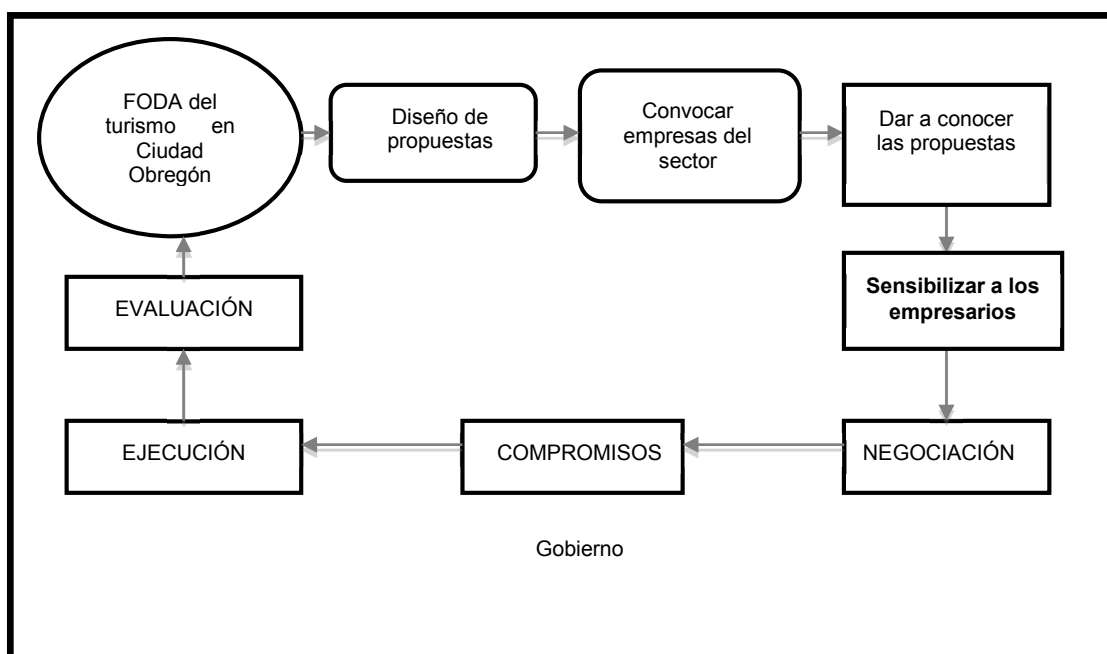 FODA del
turismo en
Ciudad
Obregón
Diseño de
propuestas
Convocar
empresas del
sector
Dar a conocer
las propuestas
Sensibilizar a los
empresarios
NEGOCIACIÓN
COMPROMISOS
EJECUCIÓN
EVALUACIÓN
Gobierno